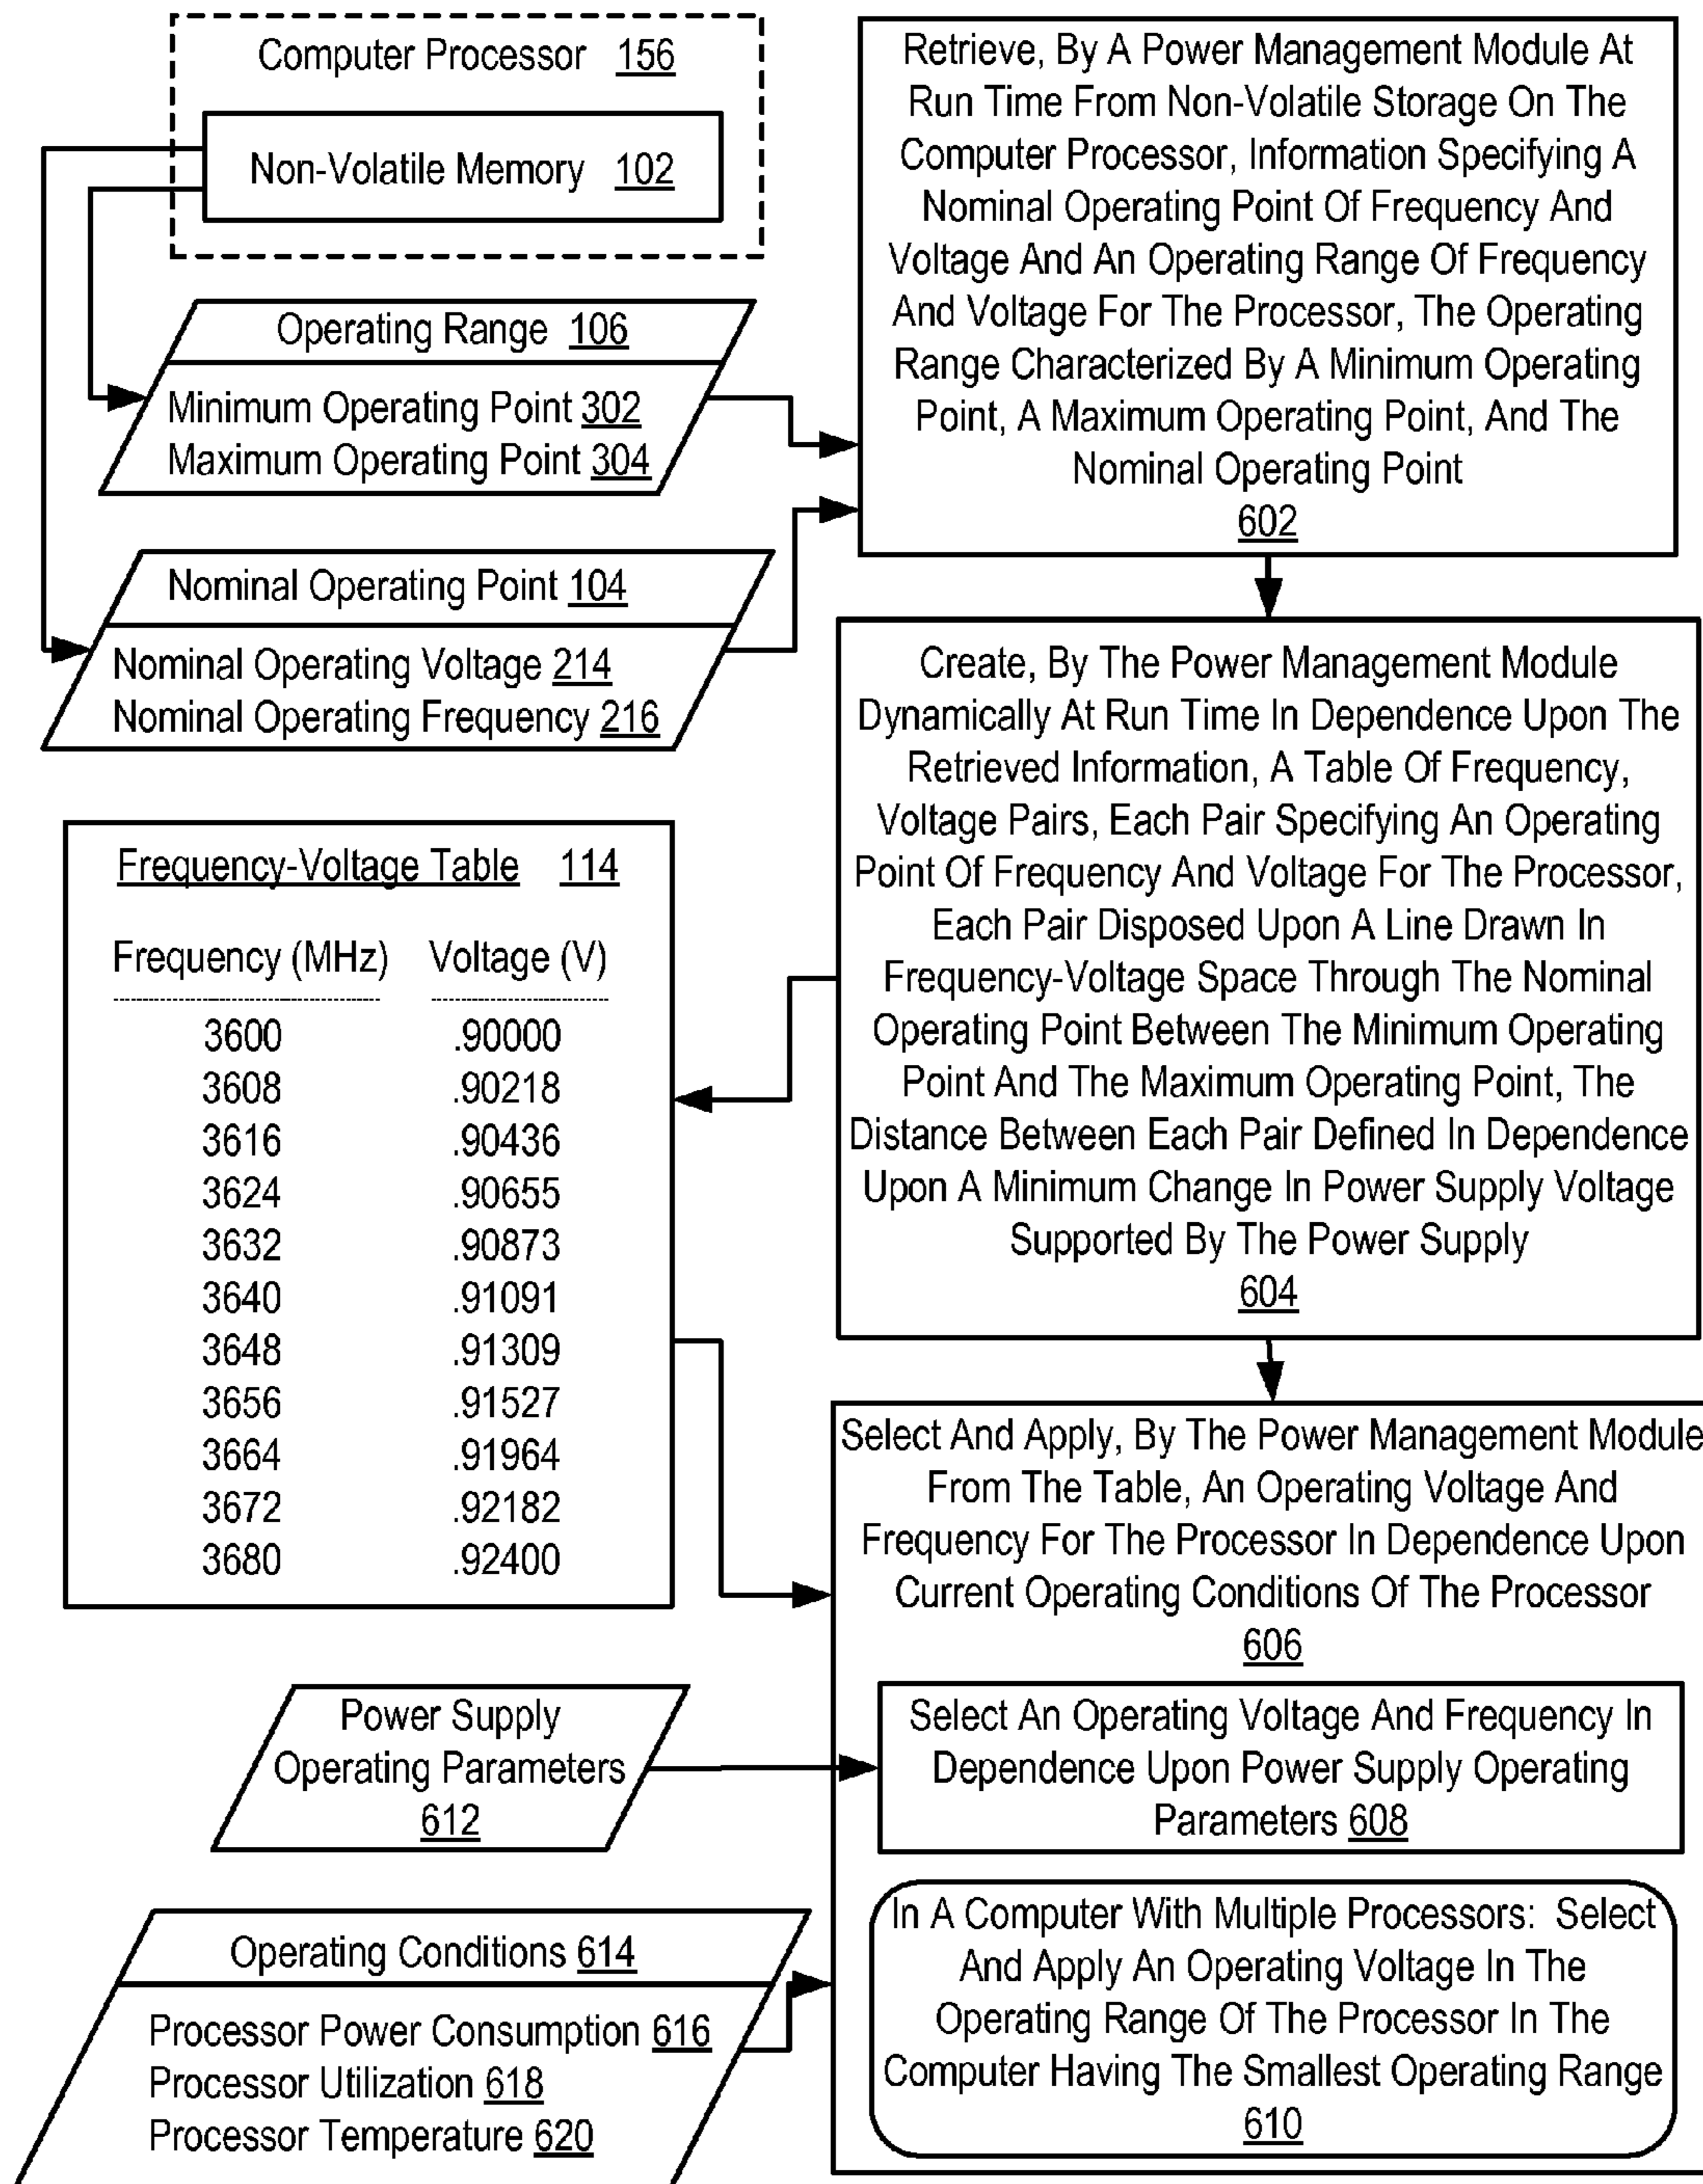 Computer Processor 156
Non-Volatile Memory 102
Operating Range 106
Minimum Operating Point 302
Maximum Operating Point 304
Nominal Operating Point 104
Nominal Operating Voltage 214
Nominal Operating Frequency 216
Retrieve, By A Power Management Module At
Run Time From Non-Volatile Storage On The
Computer Processor, Information Specifying A
Nominal Operating Point Of Frequency And
Voltage And An Operating Range Of Frequency
And Voltage For The Processor, The Operating
Range Characterized By A Minimum Operating
Point, A Maximum Operating Point, And The
Nominal Operating Point
602
Create, By The Power Management Module
Dynamically At Run Time In Dependence Upon The
Retrieved Information, A Table Of Frequency,
Voltage Pairs, Each Pair Specifying An Operating
Point Of Frequency And Voltage For The Processor,
Each Pair Disposed Upon A Line Drawn In
Frequency-Voltage Space Through The Nominal
Operating Point Between The Minimum Operating
Point And The Maximum Operating Point, The
Distance Between Each Pair Defined In Dependence
Upon A Minimum Change In Power Supply Voltage
Supported By The Power Supply
604
Frequency-Voltage Table 114
Frequency (MHz) Voltage (V)
3600 .90000
3608 .90218
3616 .90436
3624 .90655
3632 .90873
3640 .91091
3648 .91309
3656 .91527
3664 .91964
3672 .92182
3680 .92400
Select And Apply, By The Power Management Module
From The Table, An Operating Voltage And
Frequency For The Processor In Dependence Upon
Current Operating Conditions Of The Processor
606
Power Supply
Operating Parameters
612
Select An Operating Voltage And Frequency In
Dependence Upon Power Supply Operating
Parameters 608
Operating Conditions 614
Processor Power Consumption 616
Processor Utilization 618
Processor Temperature 620
In A Computer With Multiple Processors: Select
And Apply An Operating Voltage In The
Operating Range Of The Processor In The
Computer Having The Smallest Operating Range
610